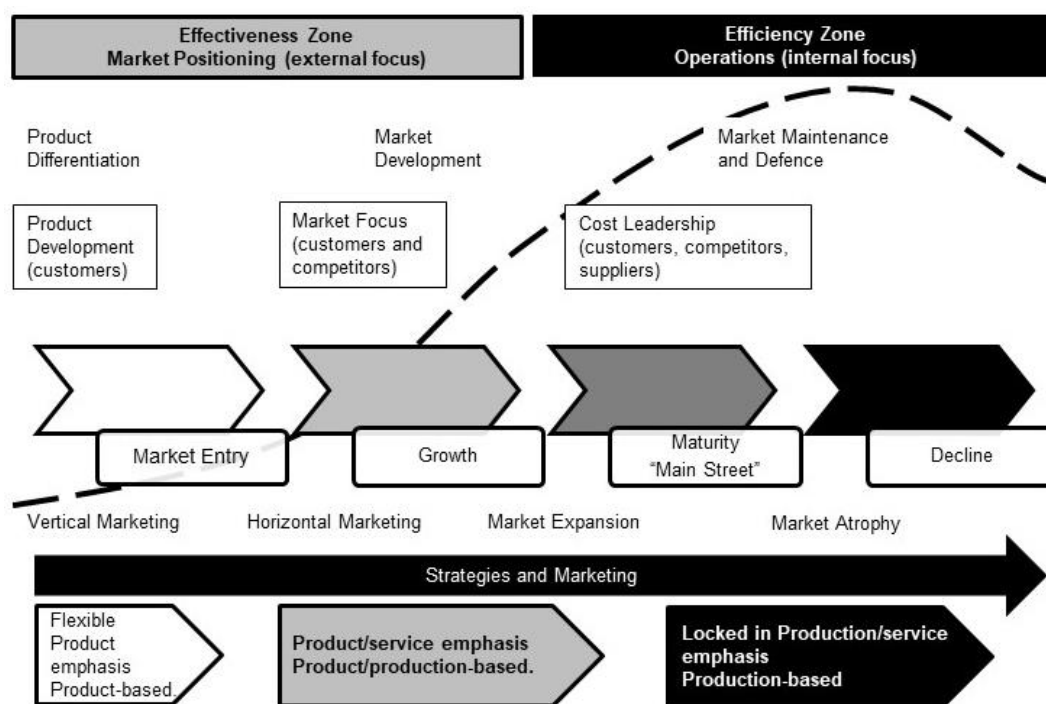 Effectiveness Zone
Market Positioning (external focus)
Efficiency Zone
Operations (internal focus)
Product
Differentiation
Market
Development
Market Maintenance
and Defence
Product
Development
(customers)
Market Focus
(customers and
competitors)
Cost Leadership
(customers, competitors,
suppliers)
Market Entry
Growth
Maturity
“Main Street”
Decline
Vertical Marketing
Horizontal Marketing
Market Expansion
Market Atrophy
Strategies and Marketing
Flexible
Product
emphasis
Product-based.
Product/service emphasis
Product/production-based.
Locked in Production/service
emphasis
Production-based